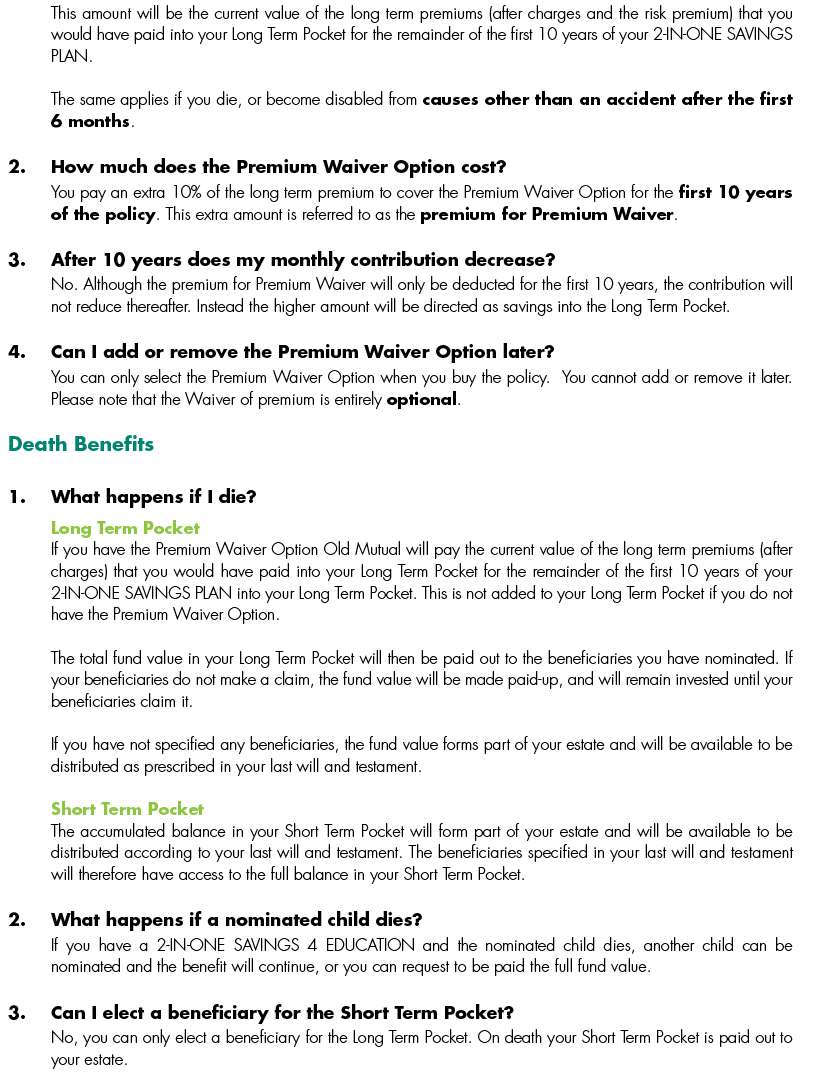 This amount will be the current value of the long term premiums (after charges and the risk premium) that you
would have paid into your Long Term Pocket for the remainder of the first 10 years of your 2-IN-ONE SAVINGS
PLAN.
The same applies if you die, or become disabled from causes other than an accident after the first
6 months.
2. How much does the Premium Waiver Option cost?
You pay an extra 10% of the long term premium to cover the Premium Waiver Option for the first 10 years
of the policy. This extra amount is referred to as the premium for Premium Waiver.
3. After 10 years does my monthly contribution decrease?
No. Although the premium for Premium Waiver will only be deducted for the first 10 years, the contribution will
not reduce thereafter. Instead the higher amount will be directed as savings into the Long Term Pocket.
4. Can I add or remove the Premium Waiver Option later?
You can only select the Premium Waiver Option when you buy the policy. You cannot add or remove it later.
Please note that the Waiver of premium is entirely optional.
Death Benefits
1. What happens if I die?
Long Term Pocket
If you have the Premium Waiver Option Old Mutual will pay the current value of the long term premiums (after
charges) that you would have paid into your Long Term Pocket for the remainder of the first 10 years of your
2-IN-ONE SAVINGS PLAN into your Long Term Pocket. This is not added to your Long Term Pocket if you do not
have the Premium Waiver Option.
The total fund value in your Long Term Pocket will then be paid out to the beneficiaries you have nominated. If
your beneficiaries do not make a claim, the fund value will be made paid-up, and will remain invested until your
beneficiaries claim it.
If you have not specified any beneficiaries, the fund value forms part of your estate and will be available to be
distributed as prescribed in your last will and testament.
Short Term Pocket
The accumulated balance in your Short Term Pocket will form part of your estate and will be available to be
distributed according to your last will and testament. The beneficiaries specified in your last will and testament
will therefore have access to the full balance in your Short Term Pocket.
2. What happens if a nominated child dies?
If you have a 2-IN-ONE SAVINGS 4 EDUCATION and the nominated child dies, another child can be
nominated and the benefit will continue, or you can request to be paid the full fund value.
3. Can I elect a beneficiary for the Short Term Pocket?
No, you can only elect a beneficiary for the Long Term Pocket. On death your Short Term Pocket is paid out to
your estate.